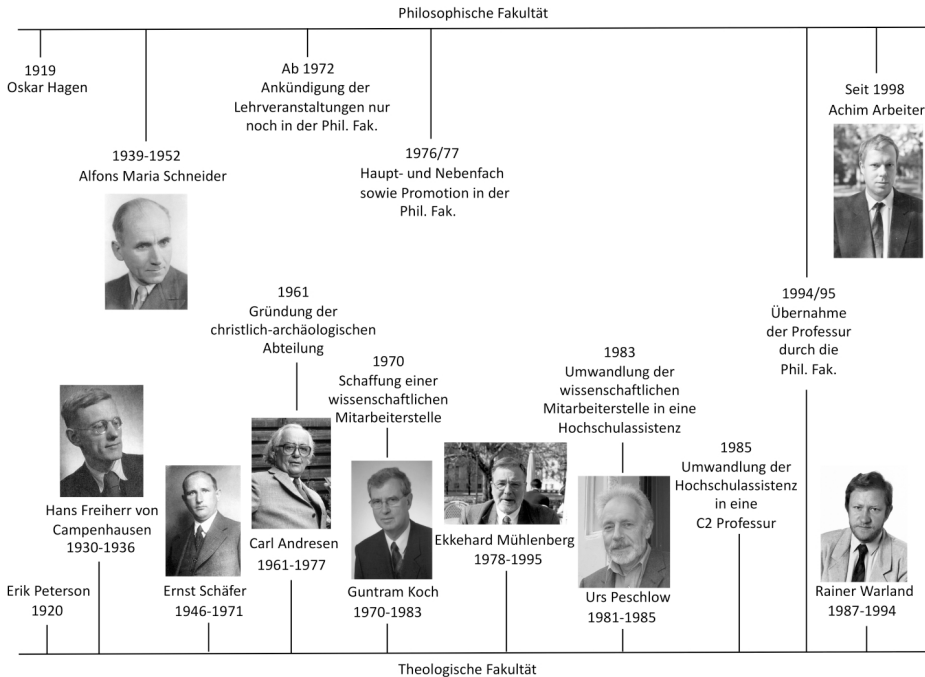 Philosophische Fakultät
1919
Oskar Hagen
1939-1952
Alfons Maria Schneider
Ab 1972
Ankündigung der
Lehrveranstaltungen nur
noch in der Phil. Fak.
1976/77
Haupt- und Nebenfach
sowie Promotion in der
Phil. Fak.
Seit 1998
Achim Arbeiter
1961
Gründung der
christlich-archäologischen
Abteilung
1970
Schaffung einer
wissenschaftlichen
Mitarbeiterstelle
1983
Umwandlung der
wissenschaftlichen
Mitarbeiterstelle in eine
Hochschulassistenz
1994/95
Übernahme
der Professur
durch die
Phil. Fak.
1985
Umwandlung der
Hochschulassistenz
in eine
C2 Professur
Erik Peterson
1920
Hans Freiherr von
Campenhausen
1930-1936
Ernst Schäfer
1946-1971
Carl Andresen
1961-1977
Guntram Koch
1970-1983
Ekkehard Mühlenberg
1978-1995
Urs Peschlow
1981-1985
Rainer Warland
1987-1994
Theologische Fakultät